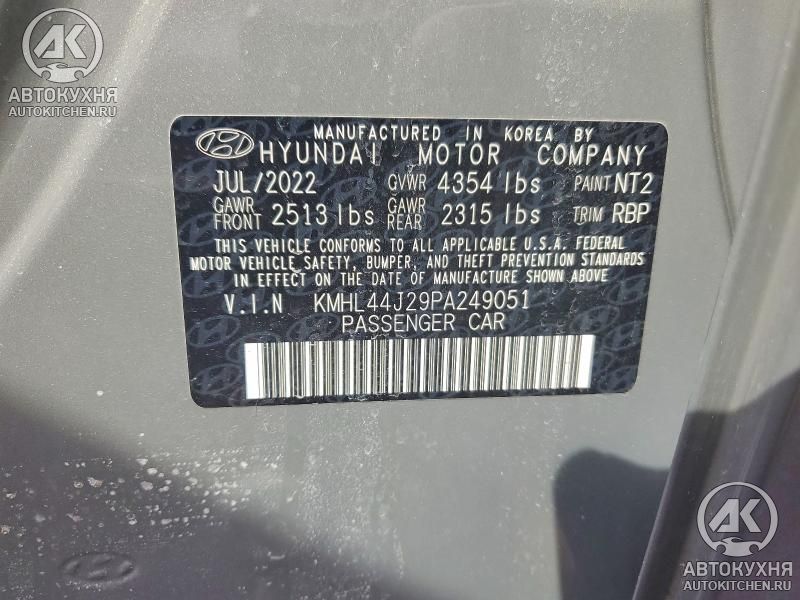 АК
АВТОКУХНЯ
AUTOKITCHEN.RU
MANUFACTURED IN KOREA BY
HYUNDAI MOTOR COMPANY
JUL/2022 GVWR 4354 lbs PAINT NT2
GAWR FRONT 2513 lbs GAWR REAR 2315 lbs TRIM RBP
THIS VEHICLE CONFORMS TO ALL APPLICABLE U.S.A. FEDERAL
MOTOR VEHICLE SAFETY, BUMPER, AND THEFT PREVENTION STANDARDS
IN EFFECT ON THE DATE OF MANUFACTURE SHOWN ABOVE
V.I.N KMHL44J29PA249051
PASSENGER CAR
АК
АВТОКУХНЯ
AUTOKITCHEN.RU